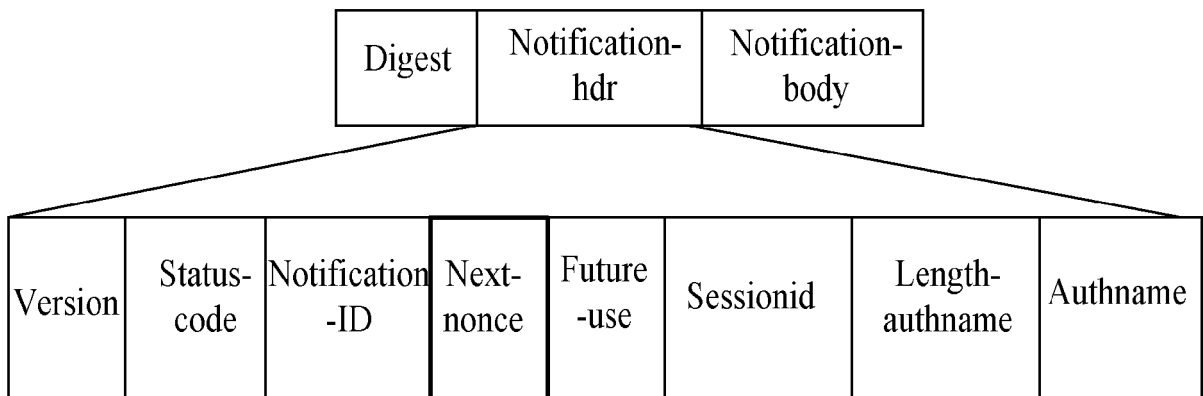 Digest
Notification-
hdr
Notification-
body
Version
Status-
code
Notification
-ID
Next-
nonce
Future
-use
Sessionid
Length-
authname
Authname